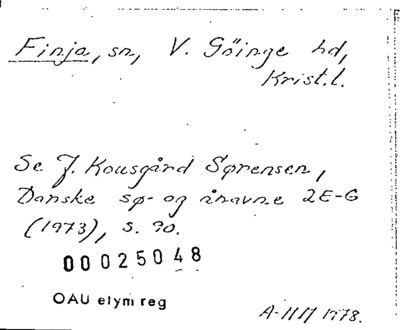 Finja, sn, V. Göinge hd,
Krist.l.
Se J. Kousgård Sørensen,
Danske sø- og ånavne 2E-G
(1973), s. 90.
00025048
OAU etym reg
1978.